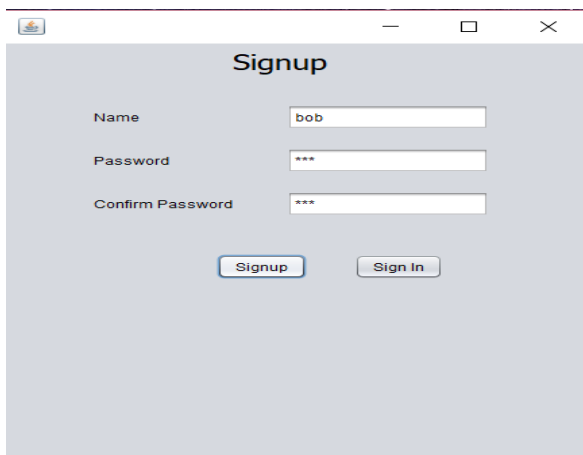 Signup
Name bob
Password ***
Confirm Password ***
Signup Sign In